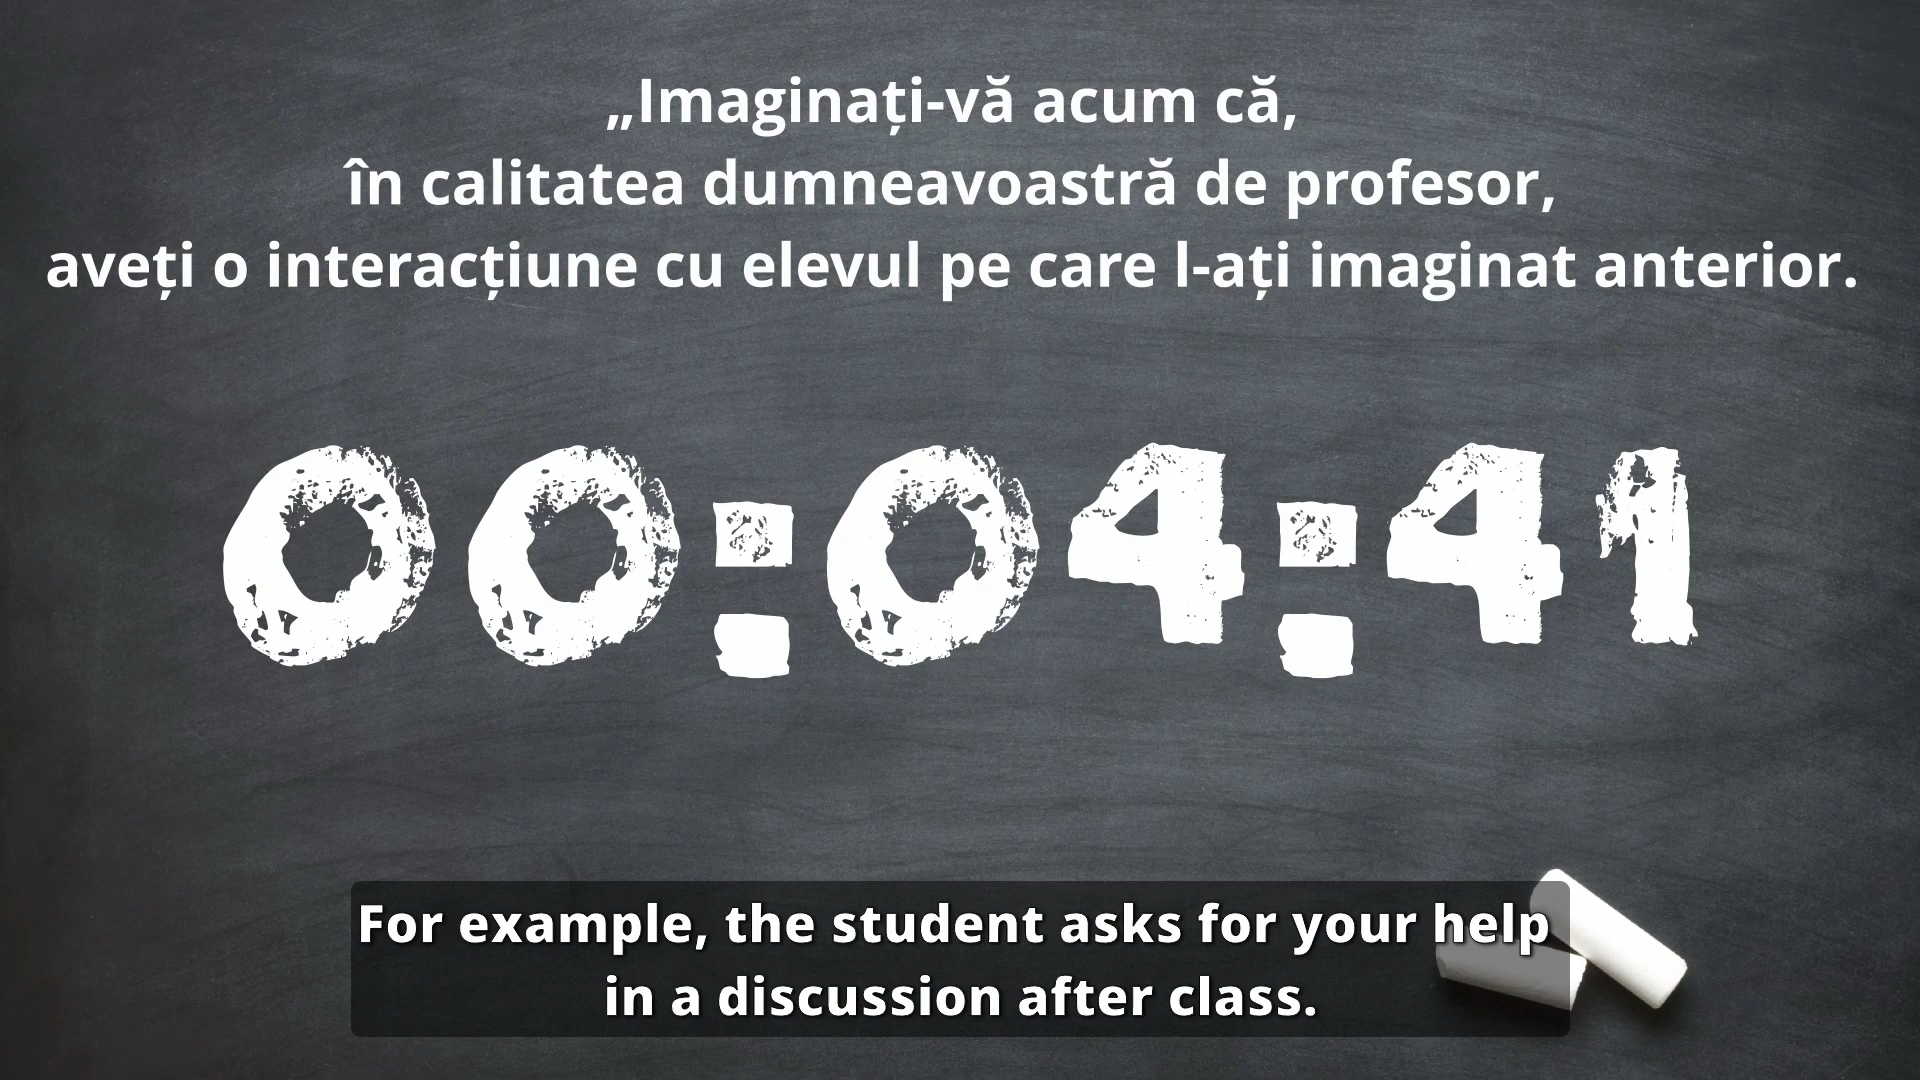 „Imaginați-vă acum că,
în calitatea dumneavoastră de profesor,
aveți o interacțiune cu elevul pe care l-ați imaginat anterior.
00:04:41
For example, the student asks for your help
in a discussion after class.